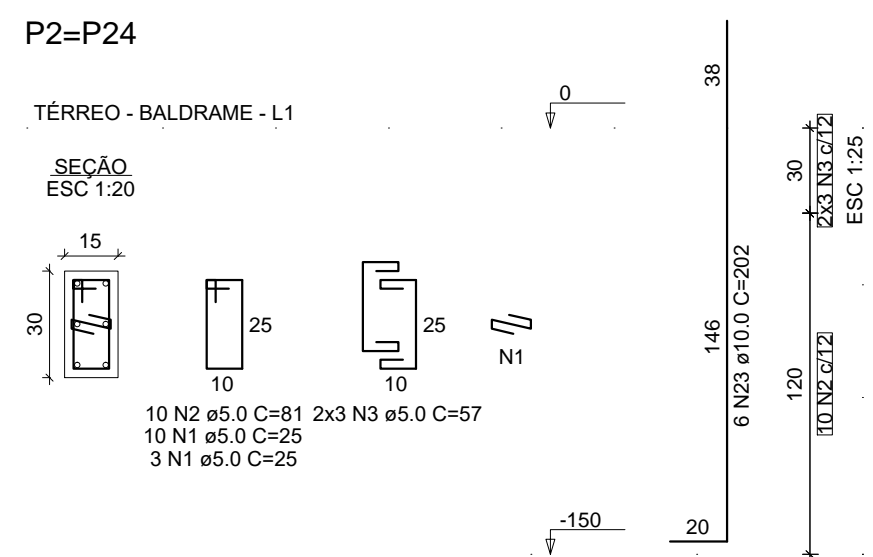 P2=P24
38
0
TÉRREO - BALDRAME - L1
SEÇÃO
ESC 1:20
30
2x3 N3 c/12
ESC 1:25
15
30
25
10
25
10
N1
10 N2 ø5.0 C=81
2x3 N3 ø5.0 C=57
10 N1 ø5.0 C=25
3 N1 ø5.0 C=25
146
6 N23 ø10.0 C=202
120
10 N2 c/12
-150
20